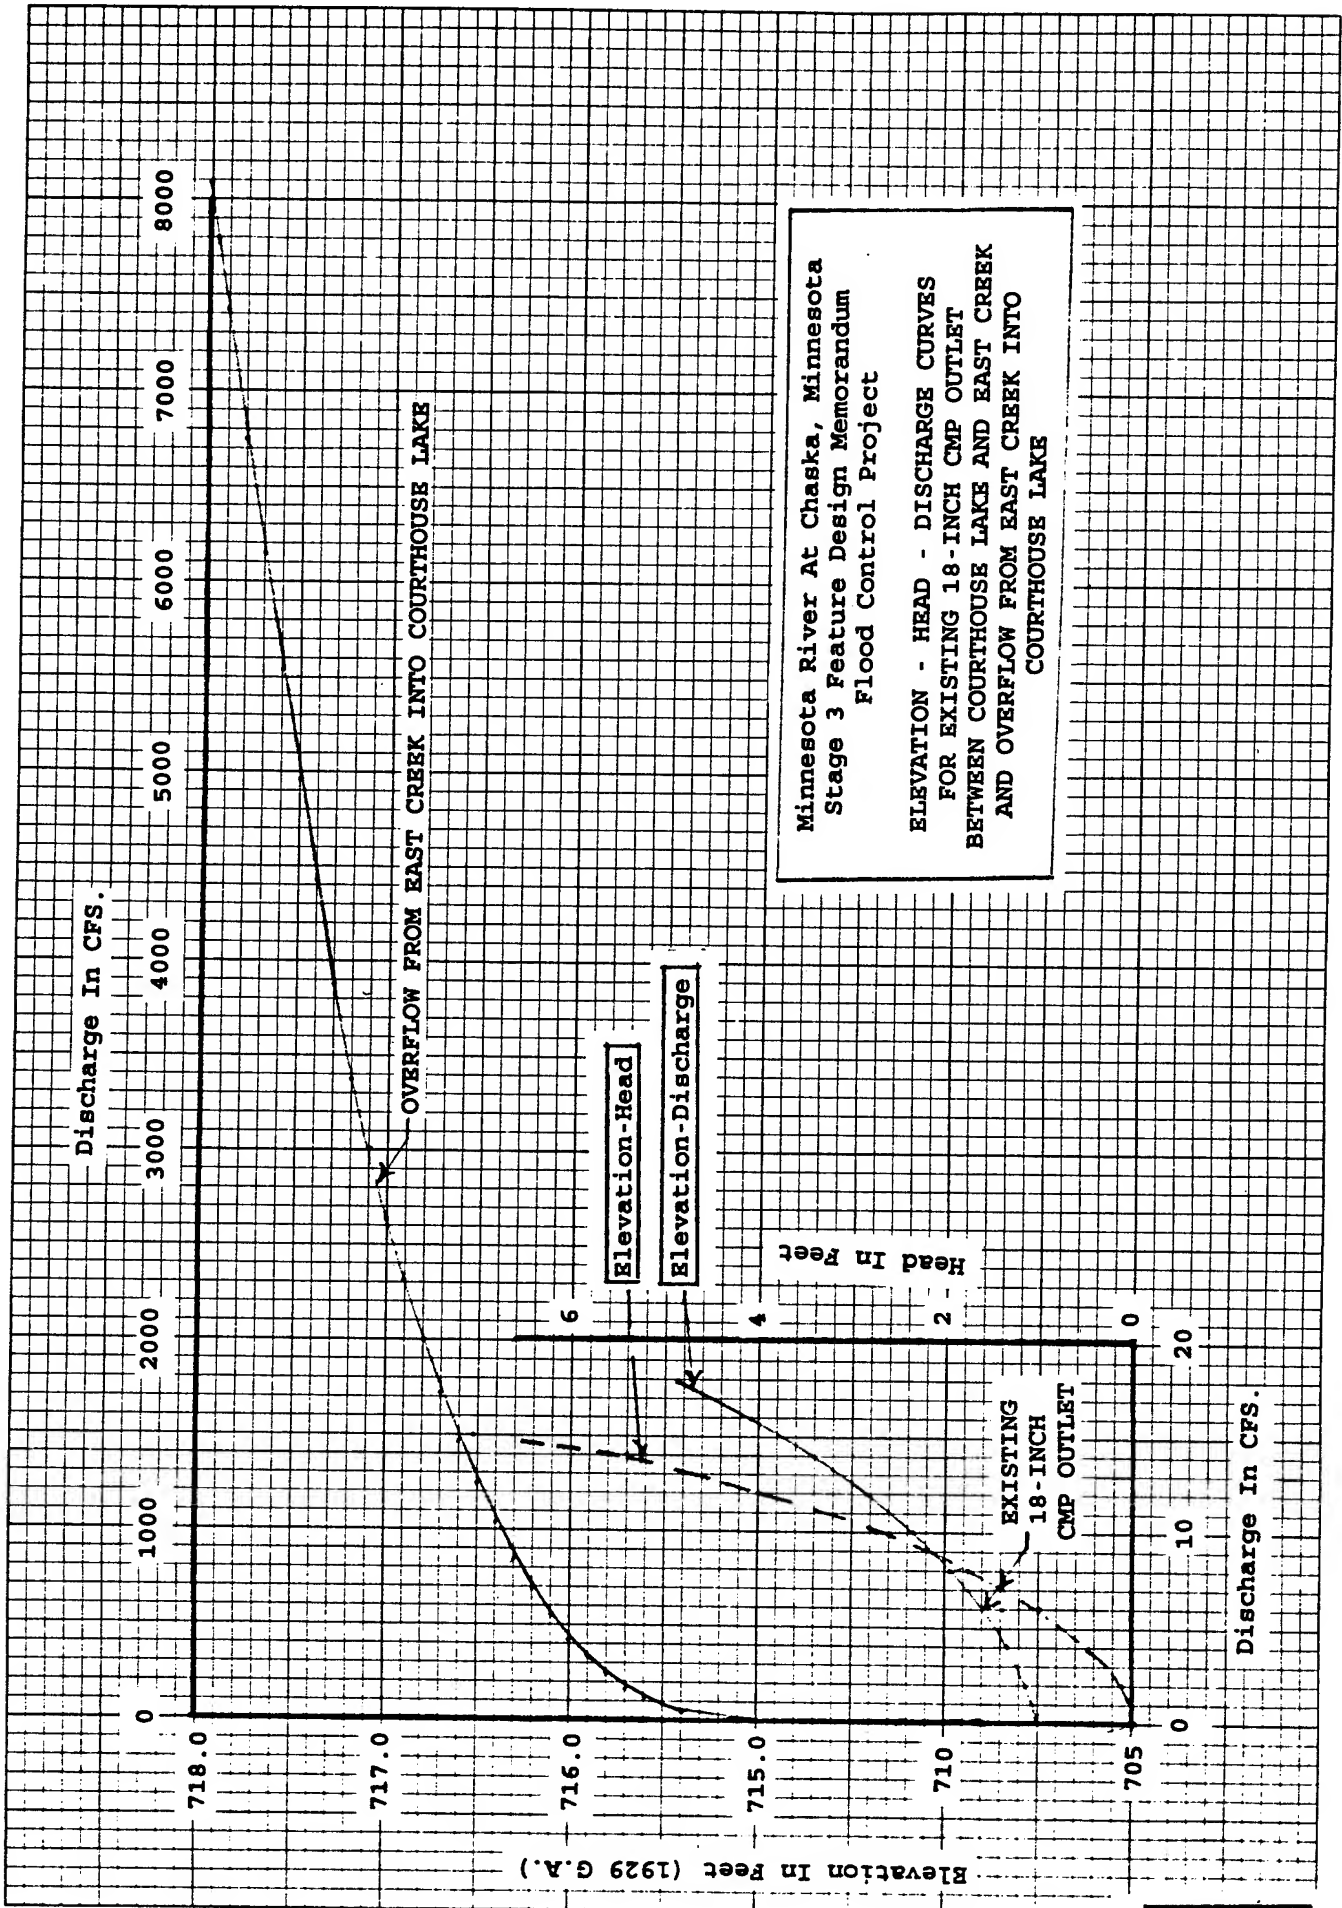 Discharge In CFS.
0 1000 2000 3000 4000 5000 6000 7000 8000
718.0
717.0
716.0
715.0
710
705
Elevation In Feet (1929 G.A.)
OVERFLOW FROM EAST CREEK INTO COURTHOUSE LAKE
Elevation-Head
Elevation-Discharge
6
4
2
0
Head In Feet
EXISTING
18-INCH
CMP OUTLET
0 10 20
Discharge In CFS.
Minnesota River At Chaska, Minnesota
Stage 3 Feature Design Memorandum
Flood Control Project
ELEVATION - HEAD - DISCHARGE CURVES
FOR EXISTING 18-INCH CMP OUTLET
BETWEEN COURTHOUSE LAKE AND EAST CREEK
AND OVERFLOW FROM EAST CREEK INTO
COURTHOUSE LAKE